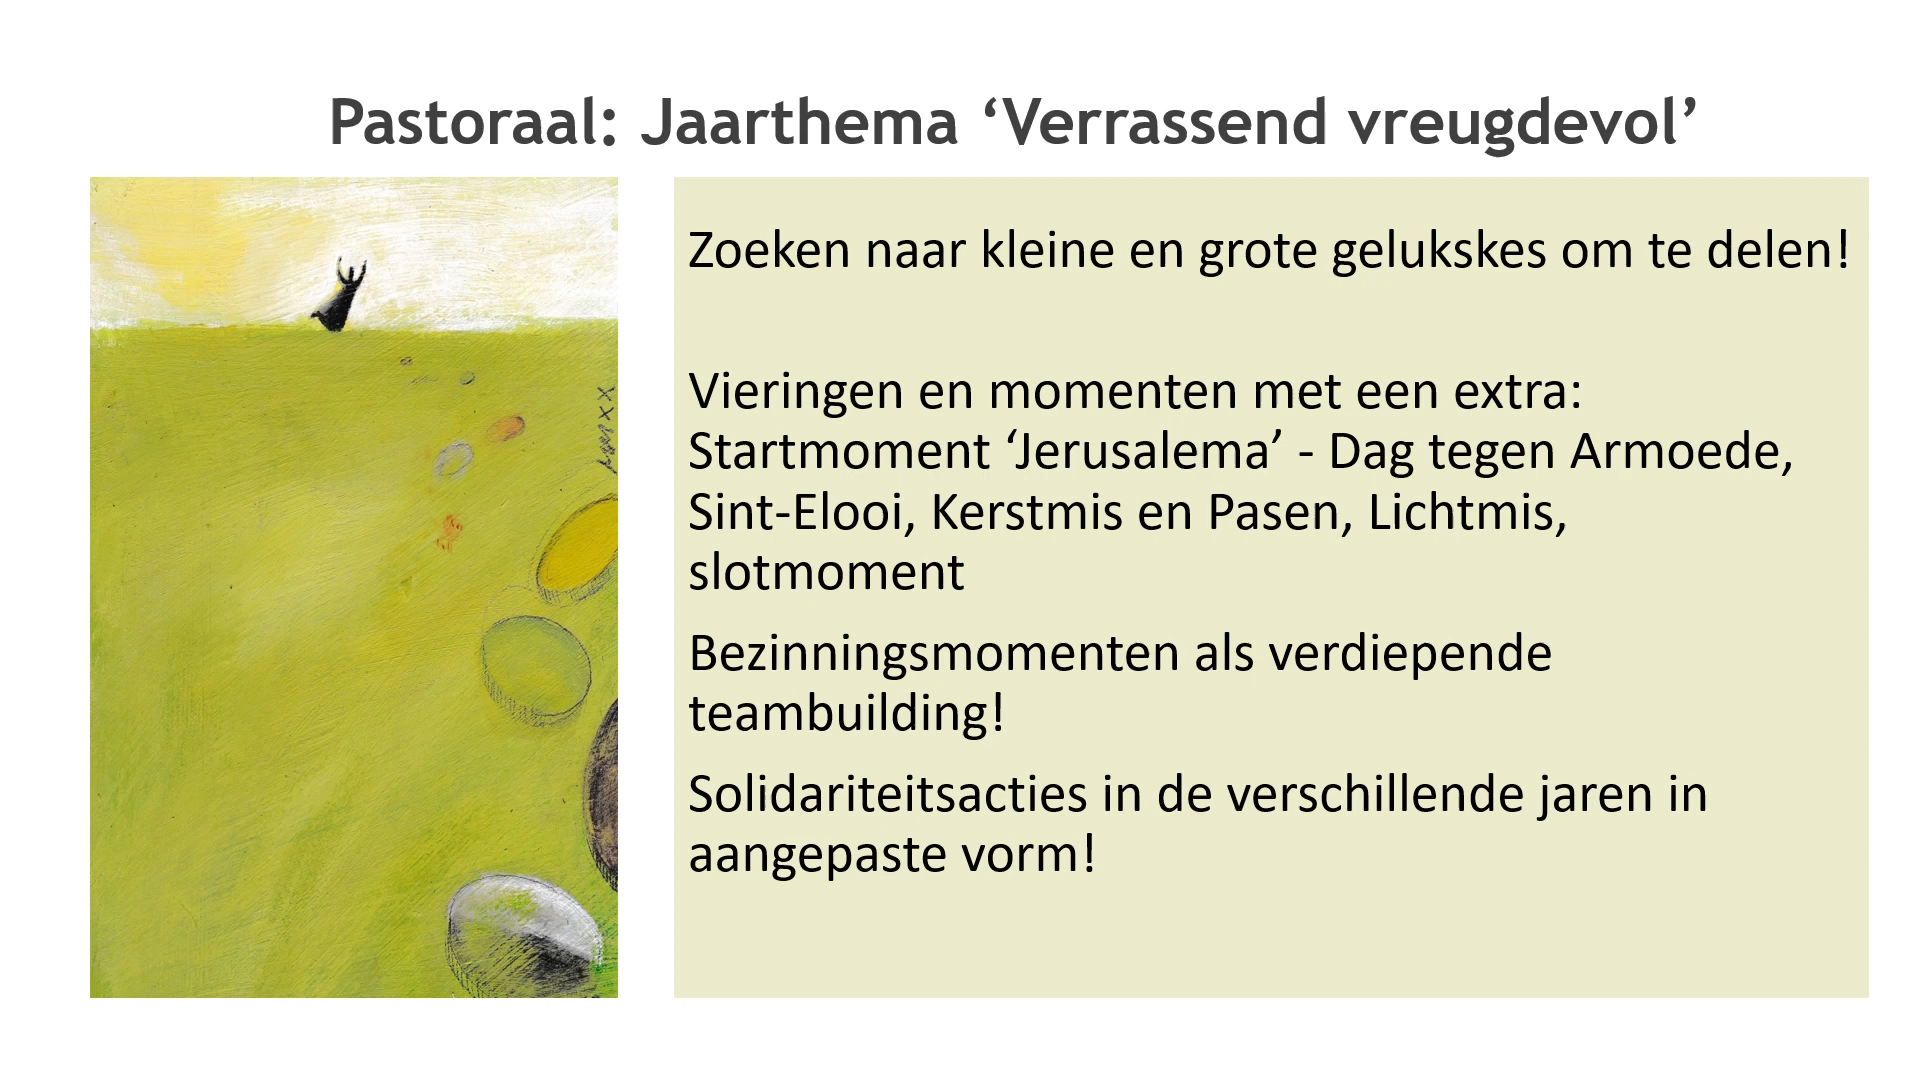 Pastoraal: Jaarthema ‘Verrassend vreugdevol’
Zoeken naar kleine en grote gelukskes om te delen!
Vieringen en momenten met een extra:
Startmoment ‘Jerusalema’ - Dag tegen Armoede,
Sint-Elooi, Kerstmis en Pasen, Lichtmis,
slotmoment
Bezinningsmomenten als verdiepende
teambuilding!
Solidariteitsacties in de verschillende jaren in
aangepaste vorm!